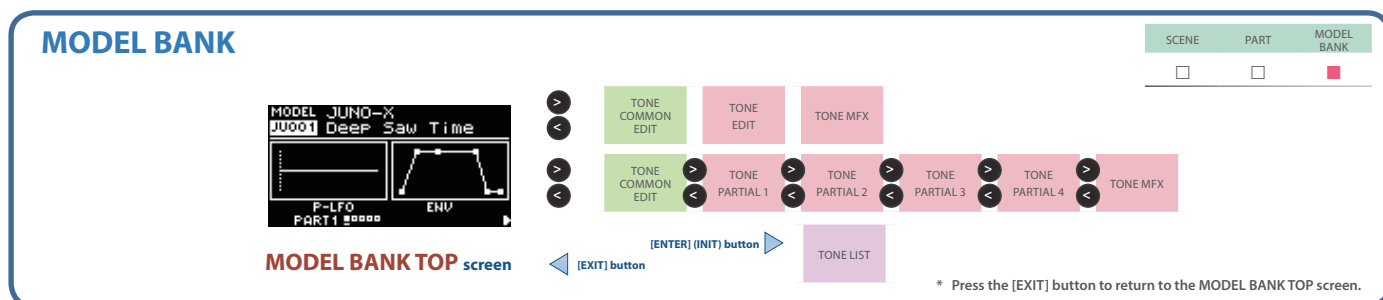 MODEL BANK
SCENE PART MODEL BANK
MODEL JUNO-X
JU001 Deep Saw Time
P-LFO ENV
PART1
MODEL BANK TOP screen
> <
TONE COMMON EDIT
TONE EDIT
TONE MFX
> <
TONE COMMON EDIT
> <
TONE PARTIAL 1
> <
TONE PARTIAL 2
> <
TONE PARTIAL 3
> <
TONE PARTIAL 4
> <
TONE MFX
[ENTER] (INIT) button
[EXIT] button
TONE LIST
* Press the [EXIT] button to return to the MODEL BANK TOP screen.